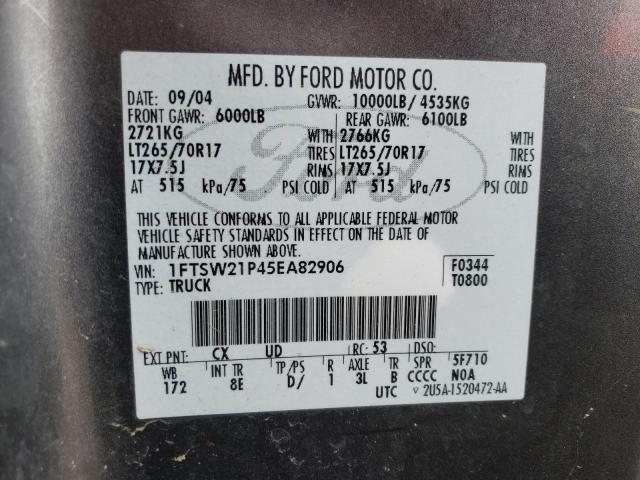 MFD. BY FORD MOTOR CO.
DATE: 09/04 GVWR: 10000LB/ 4535KG
FRONT GAWR: 6000LB REAR GAWR: 6100LB
2721KG WITH 2766KG WITH
LT265/70R17 TIRES LT265/70R17 TIRES
17X7.5J RIMS 17X7.5J RIMS
AT 515 kPa/75 PSI COLD AT 515 kPa/75 PSI COLD
THIS VEHICLE CONFORMS TO ALL APPLICABLE FEDERAL MOTOR
VEHICLE SAFETY STANDARDS IN EFFECT ON THE DATE OF
MANUFACTURE SHOWN ABOVE.
VIN: 1FTSW21P45EA82906 F0344
TYPE: TRUCK T0800
EXT PNT: CX UD RC: 53 DSO:
WB INT TR TP/PS R AXLE TR SPR 5F710
172 8E D/ 1 3L B CCCC NOA
UTC ▽ 2U5A-1520472-AA
Ford